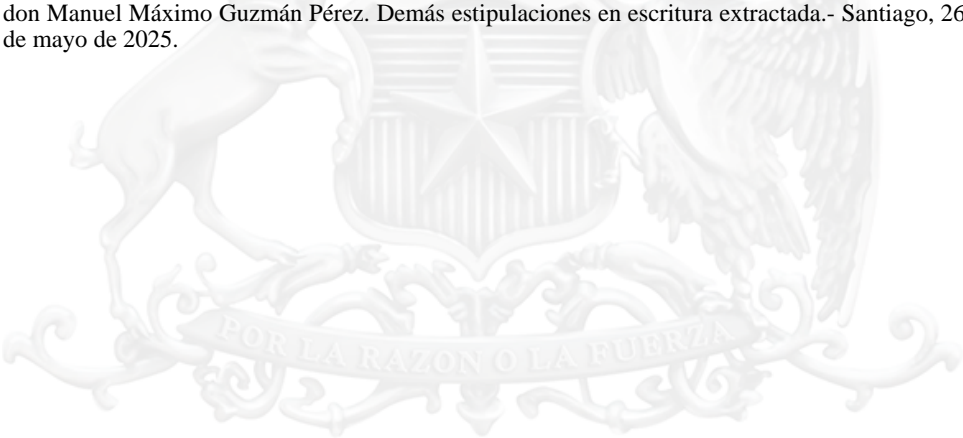 don Manuel Máximo Guzmán Pérez. Demás estipulaciones en escritura extractada.- Santiago, 26
de mayo de 2025.
POR LA RAZON O LA FUERZA